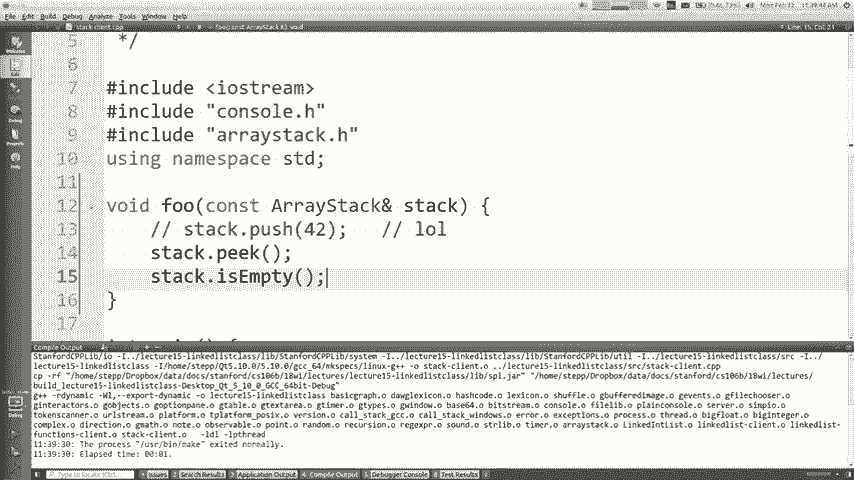 File Edit Build Debug Analyze Tools Window Help
Mon Feb 12 11:39:44 AM
stack-client.cpp foo(const ArrayStack &): void Line: 15, Col: 21
Welcome
Edit
Debug
Projects
Help
5 */
6
7 #include <iostream>
8 #include "console.h"
9 #include "arraystack.h"
10 using namespace std;
11
12 void foo(const ArrayStack& stack) {
13 // stack.push(42); // lol
14 stack.peek();
15 stack.isEmpty();
16 }
17
Compile Output
StanfordCPPLib/io -I../lecture15-linkedlistclass/lib/StanfordCPPLib/system -I../lecture15-linkedlistclass/lib/StanfordCPPLib/util -I../lecture15-linkedlistclass/src -I../
lecture15-linkedlistclass -I/home/stepp/Qt5.10.0/5.10.0/gcc_64/mkspecs/linux-g++ -o stack-client.o ../lecture15-linkedlistclass/src/stack-client.cpp
cp -rf "/home/stepp/Dropbox/data/docs/stanford/cs106b/18wi/lectures/lecture15-linkedlistclass/lib/spl.jar" "/home/stepp/Dropbox/data/docs/stanford/cs106b/18wi/lectures/
build_lecture15-linkedlistclass-Desktop_Qt_5_10_0_GCC_64bit-Debug"
g++ -rdynamic -Wl,--export-dynamic -o lecture15-linkedlistclass basicgraph.o dawglexicon.o hashcode.o lexicon.o shuffle.o gbufferedimage.o gevents.o gfilechooser.o
ginteractors.o gobjects.o goptionpane.o gtable.o gtextarea.o gtimer.o gtypes.o gwindow.o base64.o bitstream.o console.o filelib.o plainconsole.o server.o simpio.o
tokenscanner.o urlstream.o platform.o tplatform_posix.o version.o call_stack_gcc.o call_stack_windows.o error.o exceptions.o process.o thread.o bigfloat.o biginteger.o
complex.o direction.o gmath.o note.o observable.o point.o random.o recursion.o regexpr.o sound.o strlib.o timer.o arraystack.o LinkedIntList.o linkedlist-client.o linkedlist-
functions-client.o stack-client.o -ldl -lpthread
11:39:30: The process "/usr/bin/make" exited normally.
11:39:30: Elapsed time: 00:01.
Debug
Type to locate (Ctrl...) 1 Issues 2 Search Results 3 Application Output 4 Compile Output 5 Debugger Console 6 Test Results